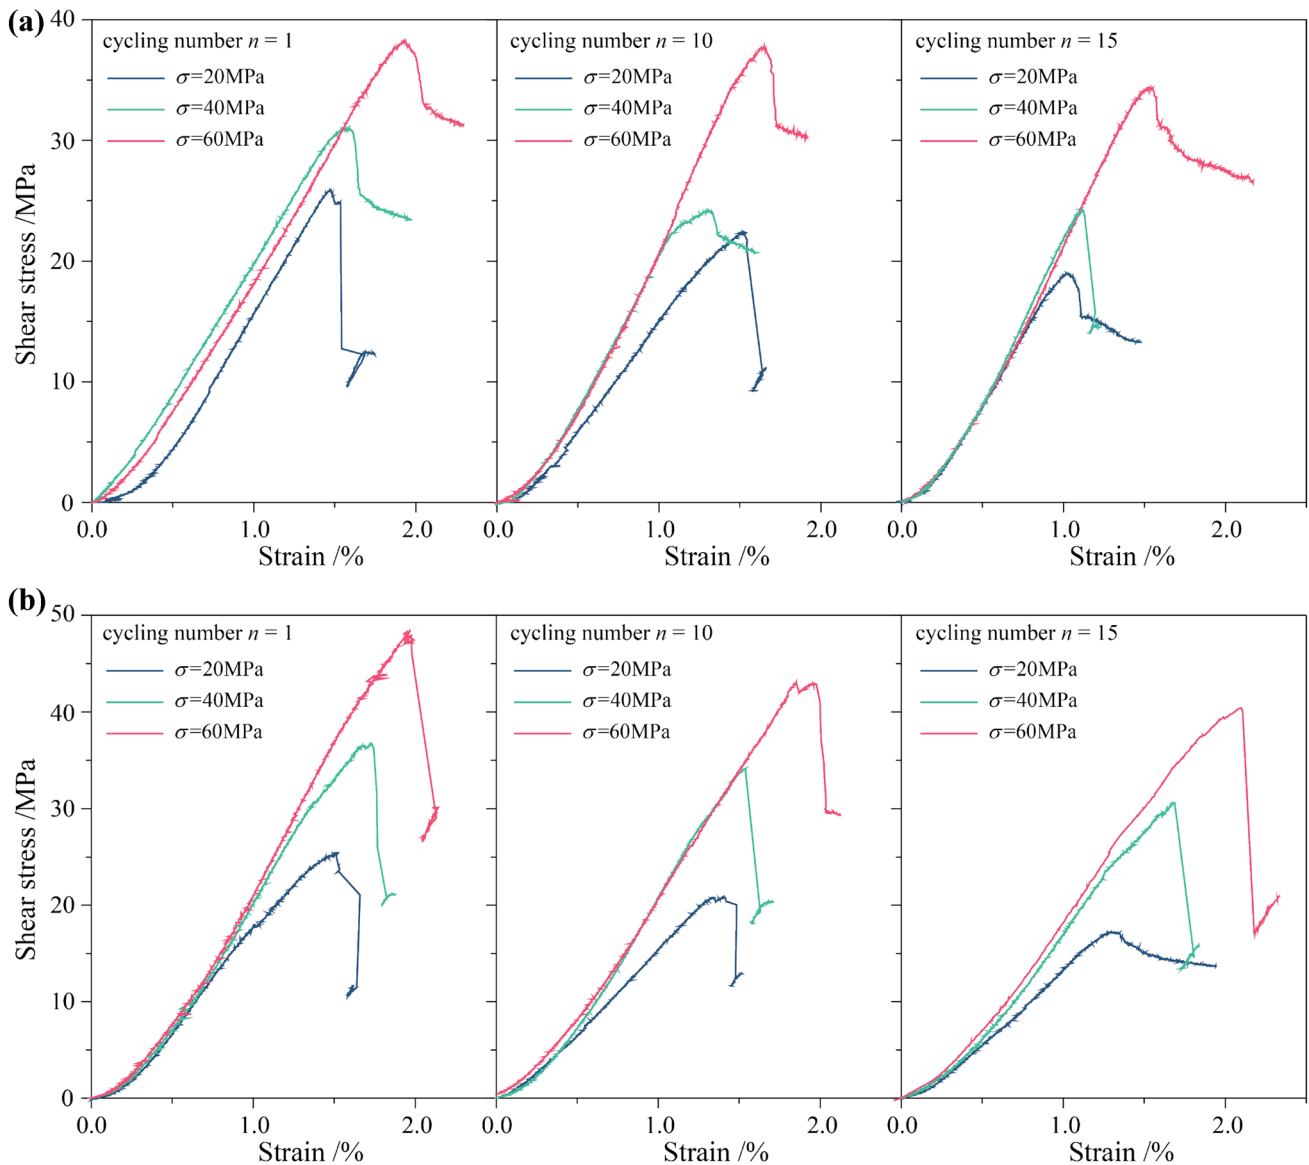 (a)
40
30
20
10
0
Shear stress /MPa
cycling number n = 1
σ=20MPa
σ=40MPa
σ=60MPa
0.0 1.0 2.0
Strain /%
cycling number n = 10
σ=20MPa
σ=40MPa
σ=60MPa
0.0 1.0 2.0
Strain /%
cycling number n = 15
σ=20MPa
σ=40MPa
σ=60MPa
0.0 1.0 2.0
Strain /%
(b)
50
40
30
20
10
0
Shear stress /MPa
cycling number n = 1
σ=20MPa
σ=40MPa
σ=60MPa
0.0 1.0 2.0
Strain /%
cycling number n = 10
σ=20MPa
σ=40MPa
σ=60MPa
0.0 1.0 2.0
Strain /%
cycling number n = 15
σ=20MPa
σ=40MPa
σ=60MPa
0.0 1.0 2.0
Strain /%